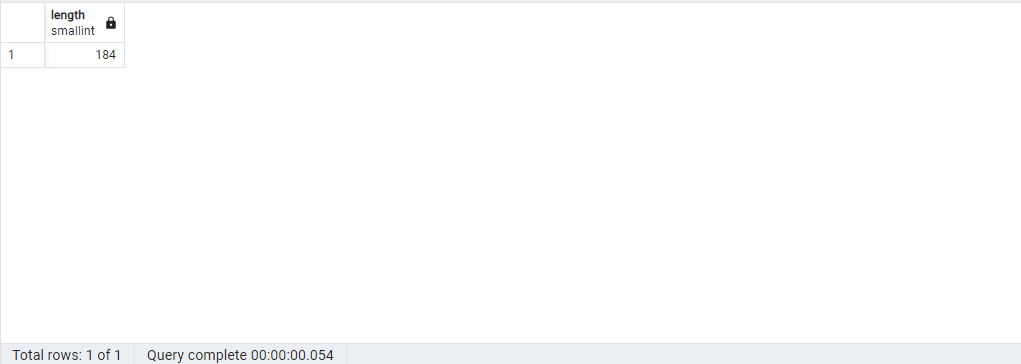 length
smallint
1 184
Total rows: 1 of 1 Query complete 00:00:00.054